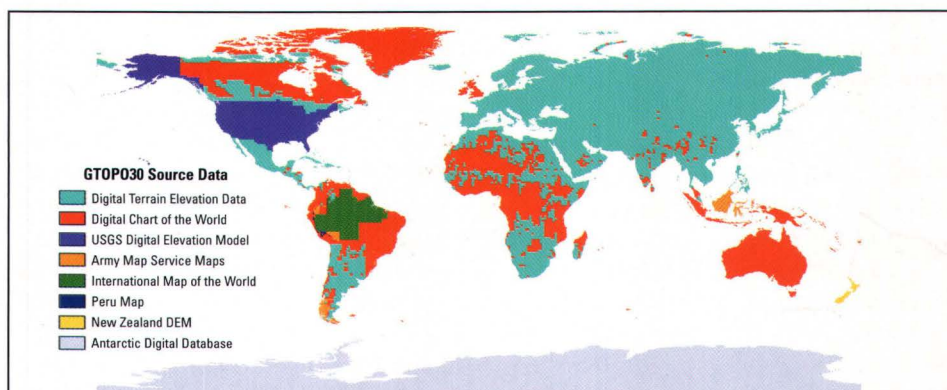 GTOPO30 Source Data
Digital Terrain Elevation Data
Digital Chart of the World
USGS Digital Elevation Model
Army Map Service Maps
International Map of the World
Peru Map
New Zealand DEM
Antarctic Digital Database